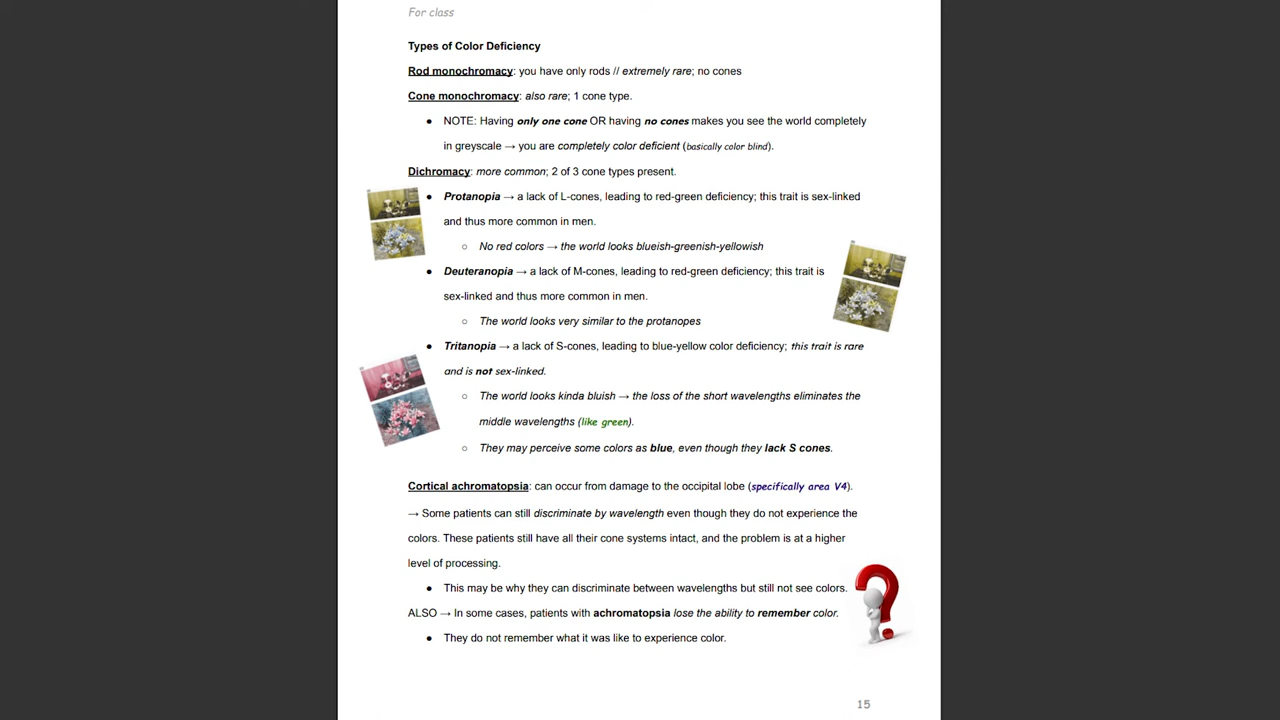 For class
Types of Color Deficiency
Rod monochromacy: you have only rods // extremely rare; no cones
Cone monochromacy: also rare; 1 cone type.
● NOTE: Having only one cone OR having no cones makes you see the world completely
in greyscale → you are completely color deficient (basically color blind).
Dichromacy: more common; 2 of 3 cone types present.
● Protanopia → a lack of L-cones, leading to red-green deficiency; this trait is sex-linked
and thus more common in men.
○ No red colors → the world looks blueish-greenish-yellowish
● Deuteranopia → a lack of M-cones, leading to red-green deficiency; this trait is
sex-linked and thus more common in men.
○ The world looks very similar to the protanopes
● Tritanopia → a lack of S-cones, leading to blue-yellow color deficiency; this trait is rare
and is not sex-linked.
○ The world looks kinda bluish → the loss of the short wavelengths eliminates the
middle wavelengths (like green).
○ They may perceive some colors as blue, even though they lack S cones.
Cortical achromatopsia: can occur from damage to the occipital lobe (specifically area V4).
→ Some patients can still discriminate by wavelength even though they do not experience the
colors. These patients still have all their cone systems intact, and the problem is at a higher
level of processing.
● This may be why they can discriminate between wavelengths but still not see colors.
ALSO → In some cases, patients with achromatopsia lose the ability to remember color.
● They do not remember what it was like to experience color.
15